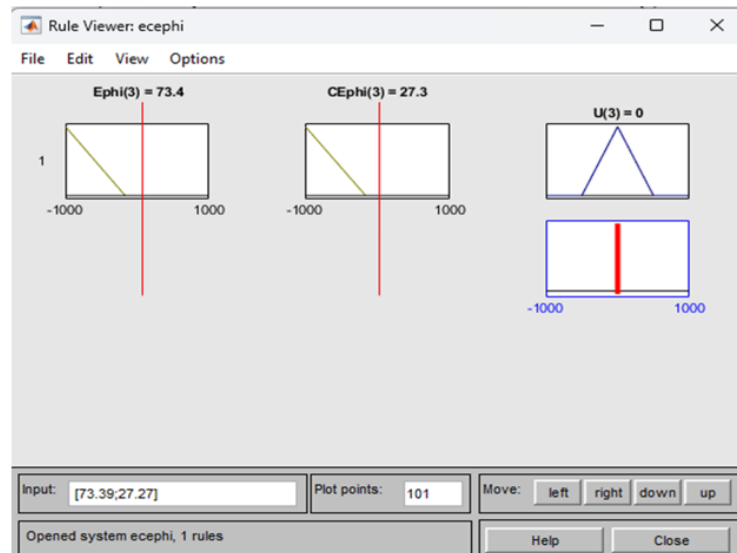 Rule Viewer: ecephi
File Edit View Options
Ephi(3) = 73.4
CEphi(3) = 27.3
U(3) = 0
1
-1000 1000
-1000 1000
-1000 1000
Input: [73.39;27.27]
Plot points: 101
Move: left right down up
Opened system ecephi, 1 rules
Help Close